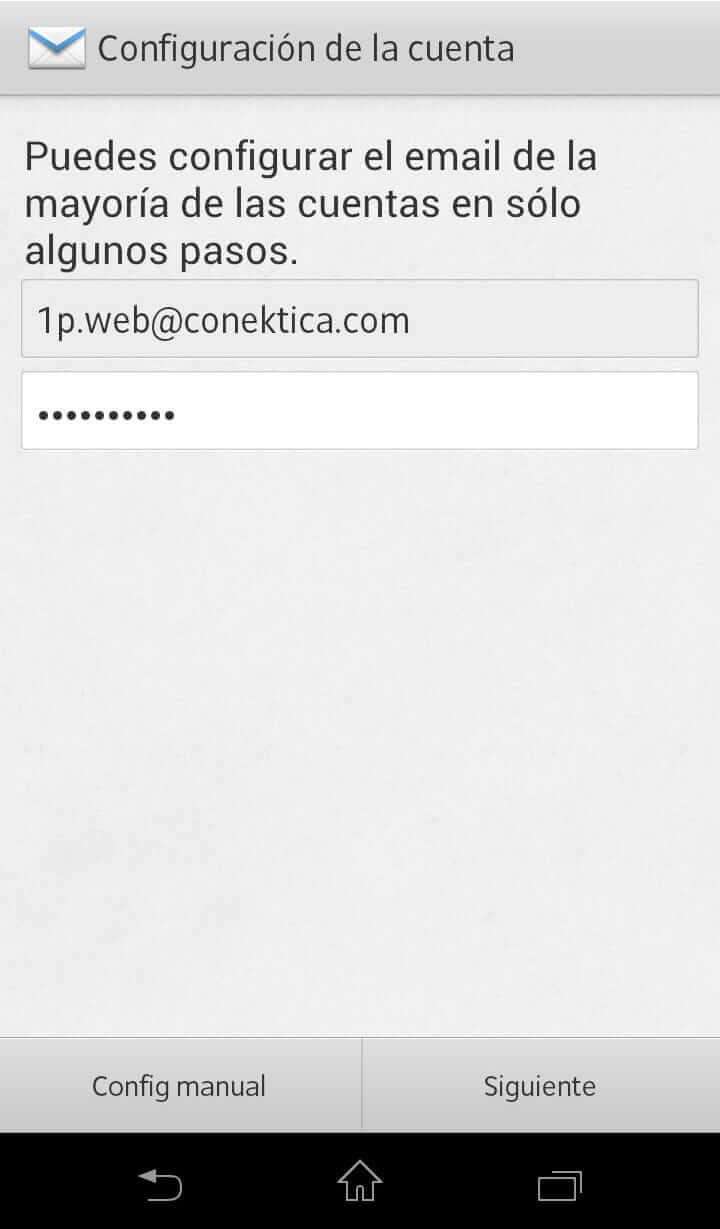 Configuración de la cuenta
Puedes configurar el email de la
mayoría de las cuentas en sólo
algunos pasos.
1p.web@conektica.com
••••••••••
Config manual
Siguiente